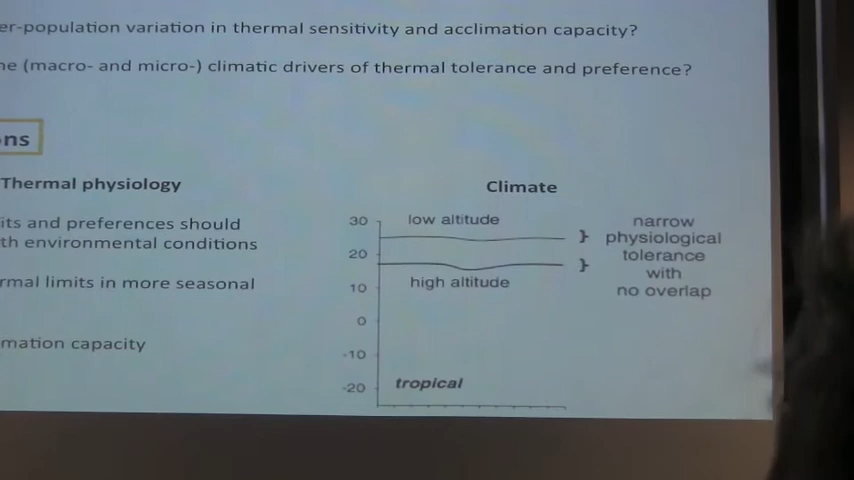 er-population variation in thermal sensitivity and acclimation capacity?
he (macro- and micro-) climatic drivers of thermal tolerance and preference?
ns
Thermal physiology
its and preferences should
th environmental conditions
rmal limits in more seasonal
mation capacity
Climate
30
20
10
0
-10
-20
low altitude
high altitude
tropical
narrow
physiological
tolerance
with
no overlap